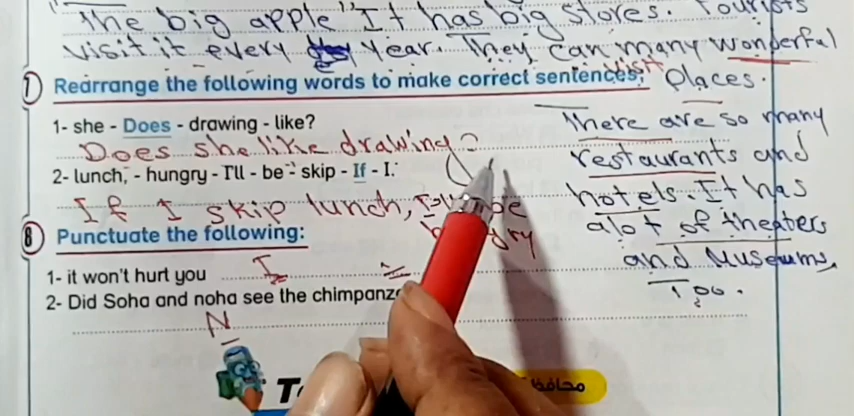 The big apple" It has big stores. Tourists
visit it every year. They can many wonderful
visit places.
7 Rearrange the following words to make correct sentences:
1- she - Does - drawing - like?
Does she like drawing?
2- lunch, - hungry - I'll - be - skip - If - I.
If I skip lunch, I'll be
8 Punctuate the following:
1- it won't hurt you
I
2- Did Soha and noha see the
N
There are so many
restaurants and
hotels. It has
alot of theaters
and Museums,
Too.
محافظة